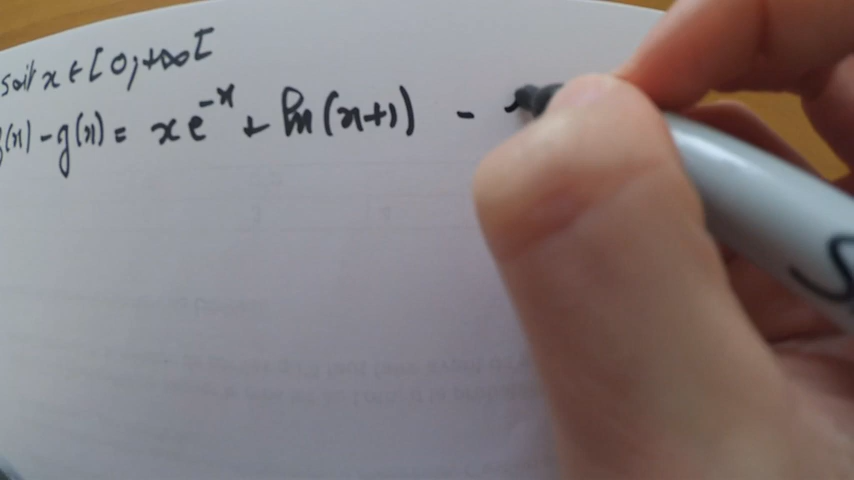 soit x ∈ [0, +∞[
f(x) - g(x) = xe^{-x} + ln(x+1) -